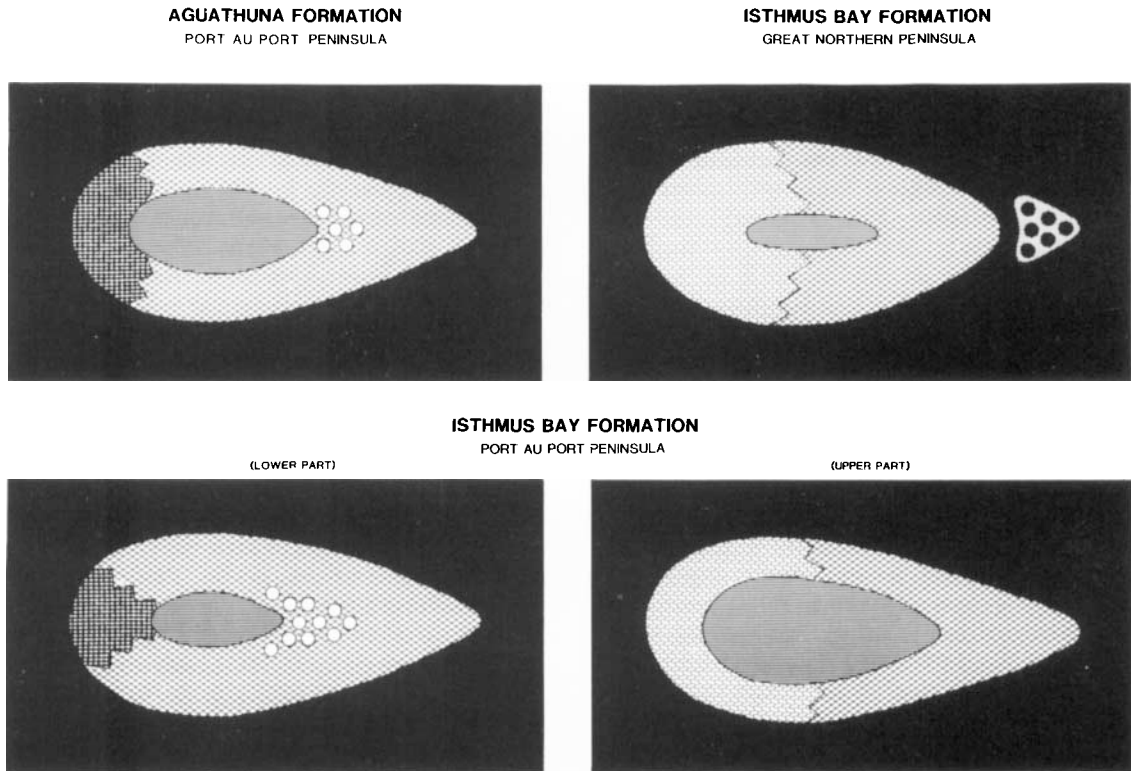 AGUATHUNA FORMATION
PORT AU PORT PENINSULA
ISTHMUS BAY FORMATION
GREAT NORTHERN PENINSULA
ISTHMUS BAY FORMATION
PORT AU PORT PENINSULA
(LOWER PART)
(UPPER PART)